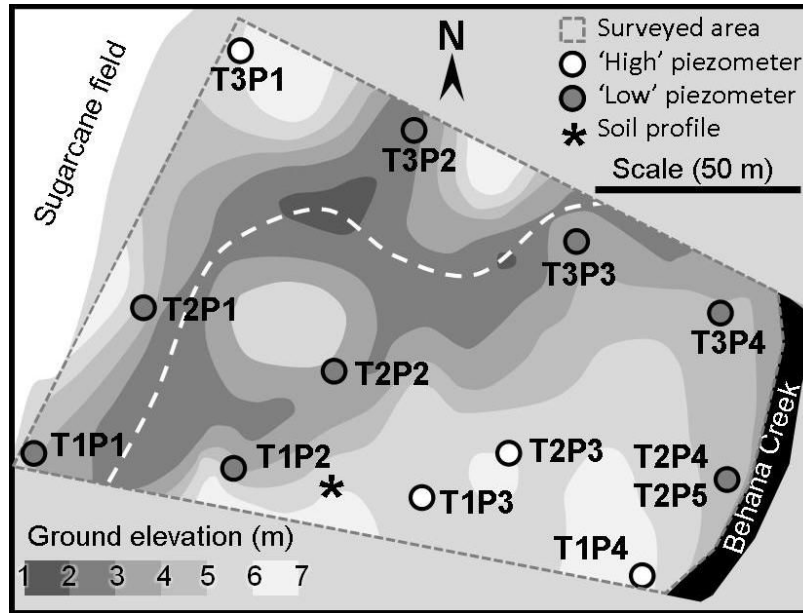 N
Surveyed area
‘High’ piezometer
‘Low’ piezometer
Soil profile
Scale (50 m)
Sugarcane field
T3P1
T3P2
T3P3
T2P1
T3P4
T2P2
T1P1
T1P2
T2P3
T2P4
T2P5
T1P3
T1P4
Behana Creek
Ground elevation (m)
1 2 3 4 5 6 7